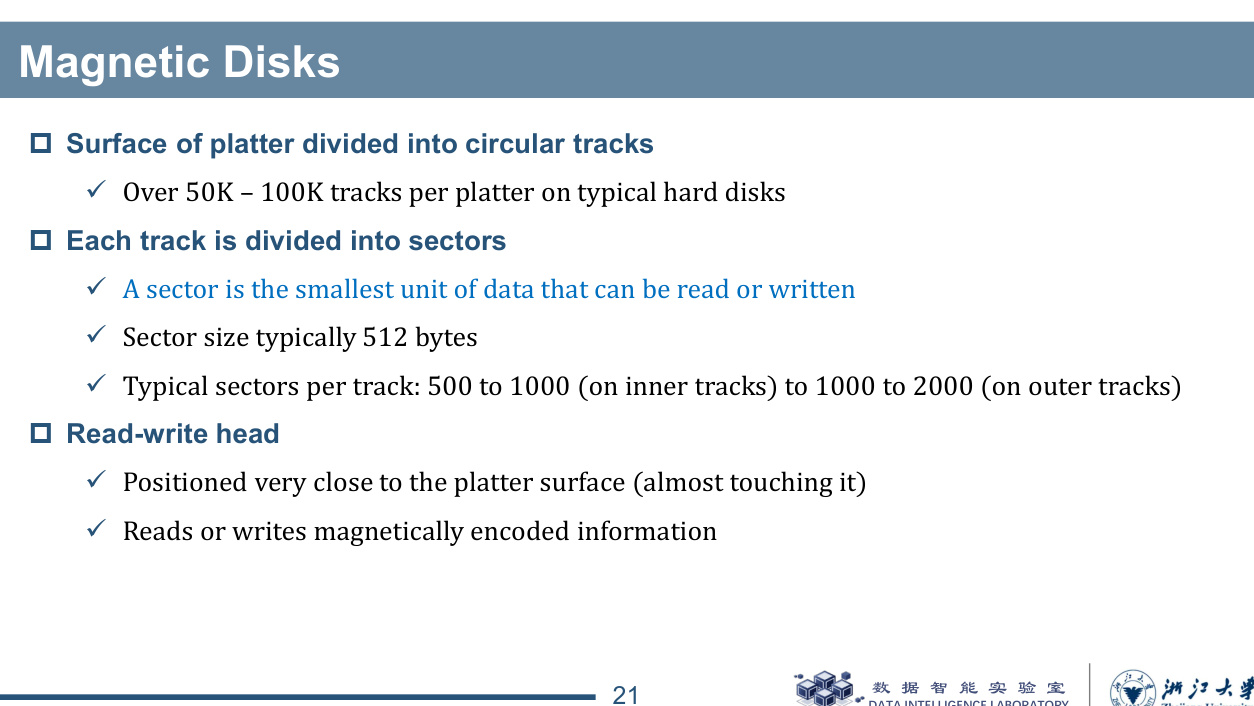 Magnetic Disks
Surface of platter divided into circular tracks
✓ Over 50K – 100K tracks per platter on typical hard disks
Each track is divided into sectors
✓ A sector is the smallest unit of data that can be read or written
✓ Sector size typically 512 bytes
✓ Typical sectors per track: 500 to 1000 (on inner tracks) to 1000 to 2000 (on outer tracks)
Read-write head
✓ Positioned very close to the platter surface (almost touching it)
✓ Reads or writes magnetically encoded information
21
数据智能实验室
DATA INTELLIGENCE LABORATORY
浙江大学
Zhejiang University